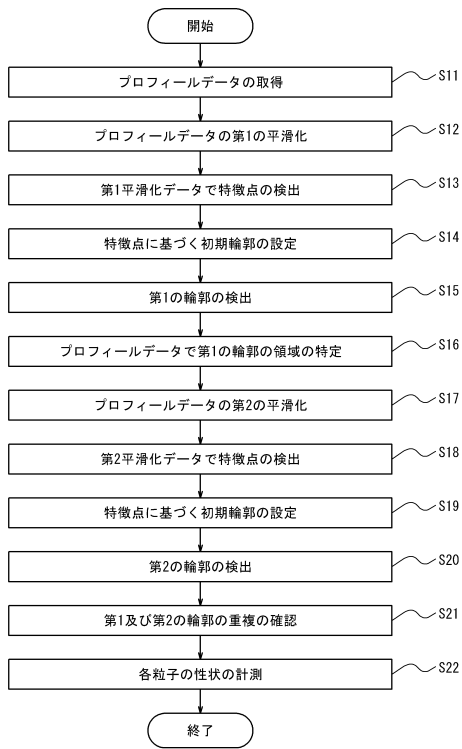 開始
プロフィールデータの取得
S11
プロフィールデータの第1の平滑化
S12
第1平滑化データで特徴点の検出
S13
特徴点に基づく初期輪郭の設定
S14
第1の輪郭の検出
S15
プロフィールデータで第1の輪郭の領域の特定
S16
プロフィールデータの第2の平滑化
S17
第2平滑化データで特徴点の検出
S18
特徴点に基づく初期輪郭の設定
S19
第2の輪郭の検出
S20
第1及び第2の輪郭の重複の確認
S21
各粒子の性状の計測
S22
終了